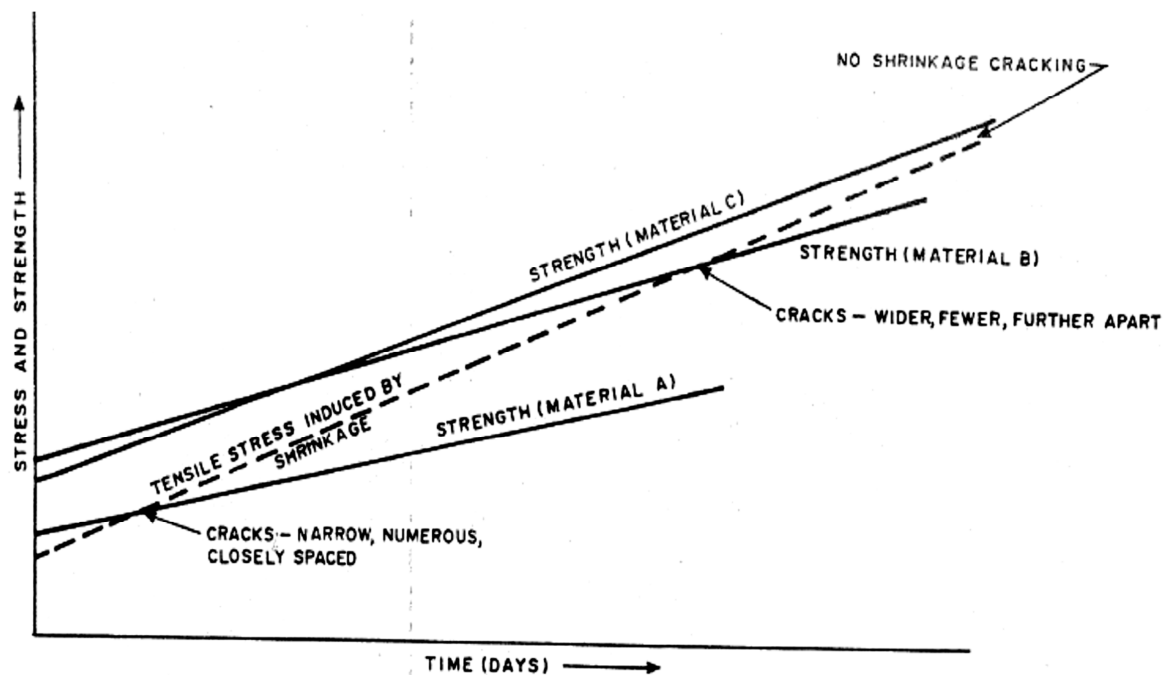 NO SHRINKAGE CRACKING
STRENGTH (MATERIAL C)
STRENGTH (MATERIAL B)
CRACKS – WIDER, FEWER, FURTHER APART
TENSILE STRESS INDUCED BY
SHRINKAGE
STRENGTH (MATERIAL A)
CRACKS – NARROW, NUMEROUS,
CLOSELY SPACED
STRESS AND STRENGTH
TIME (DAYS)